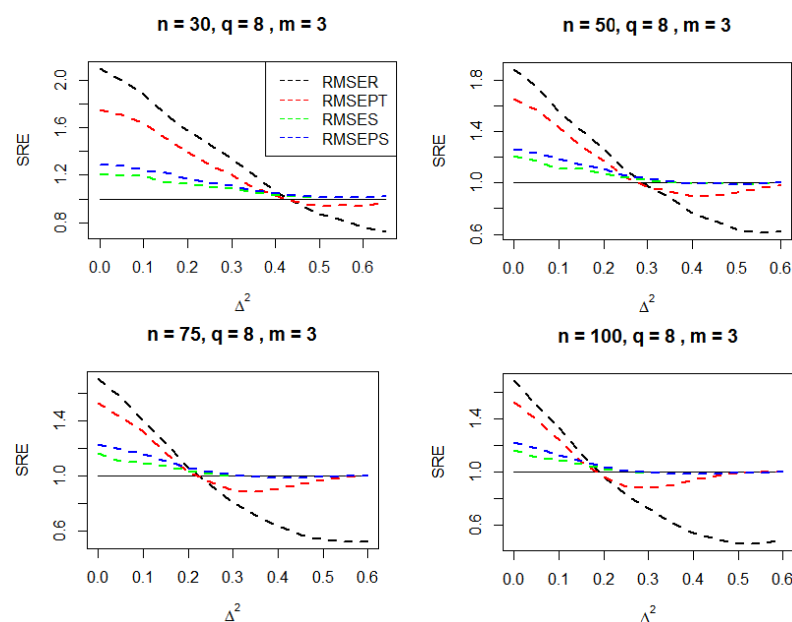 n = 30, q = 8 , m = 3
SRE
0.8 1.2 1.6 2.0
RMSER
RMSEPT
RMSES
RMSEPS
0.0 0.1 0.2 0.3 0.4 0.5 0.6
Δ2
n = 50, q = 8 , m = 3
SRE
0.6 1.0 1.4 1.8
0.0 0.1 0.2 0.3 0.4 0.5 0.6
Δ2
n = 75, q = 8 , m = 3
SRE
0.6 1.0 1.4
0.0 0.1 0.2 0.3 0.4 0.5 0.6
Δ2
n = 100, q = 8 , m = 3
SRE
0.6 1.0 1.4
0.0 0.1 0.2 0.3 0.4 0.5 0.6
Δ2